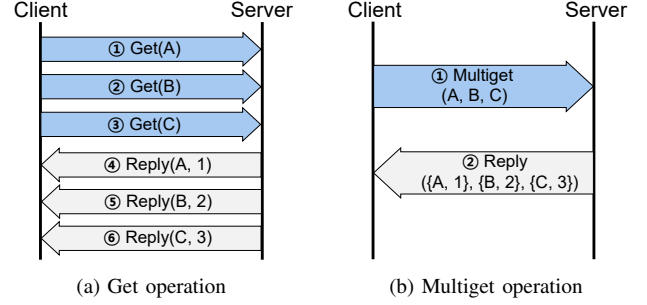 Client Server
① Get(A)
② Get(B)
③ Get(C)
④ Reply(A, 1)
⑤ Reply(B, 2)
⑥ Reply(C, 3)
(a) Get operation
Client Server
① Multiget
(A, B, C)
② Reply
({A, 1}, {B, 2}, {C, 3})
(b) Multiget operation